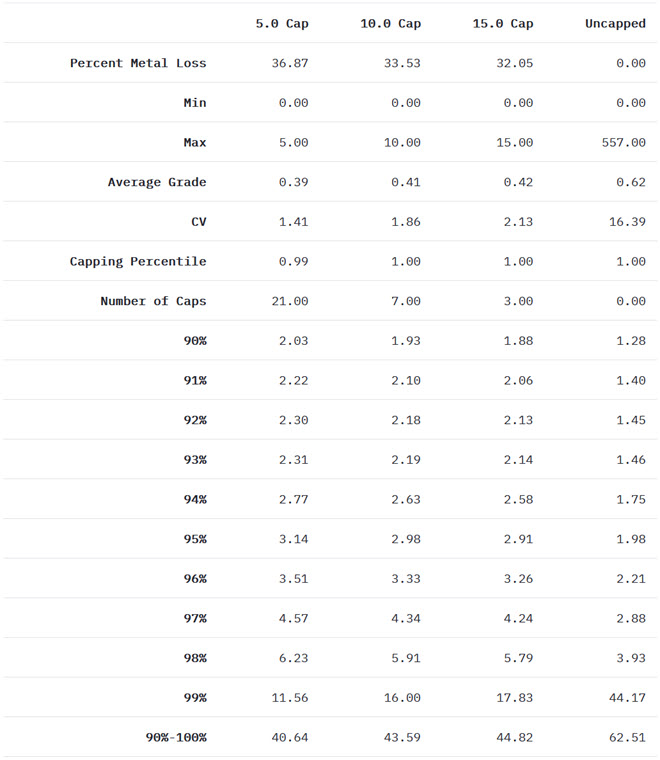 5.0 Cap 10.0 Cap 15.0 Cap Uncapped
Percent Metal Loss 36.87 33.53 32.05 0.00
Min 0.00 0.00 0.00 0.00
Max 5.00 10.00 15.00 557.00
Average Grade 0.39 0.41 0.42 0.62
CV 1.41 1.86 2.13 16.39
Capping Percentile 0.99 1.00 1.00 1.00
Number of Caps 21.00 7.00 3.00 0.00
90% 2.03 1.93 1.88 1.28
91% 2.22 2.10 2.06 1.40
92% 2.30 2.18 2.13 1.45
93% 2.31 2.19 2.14 1.46
94% 2.77 2.63 2.58 1.75
95% 3.14 2.98 2.91 1.98
96% 3.51 3.33 3.26 2.21
97% 4.57 4.34 4.24 2.88
98% 6.23 5.91 5.79 3.93
99% 11.56 16.00 17.83 44.17
90%-100% 40.64 43.59 44.82 62.51